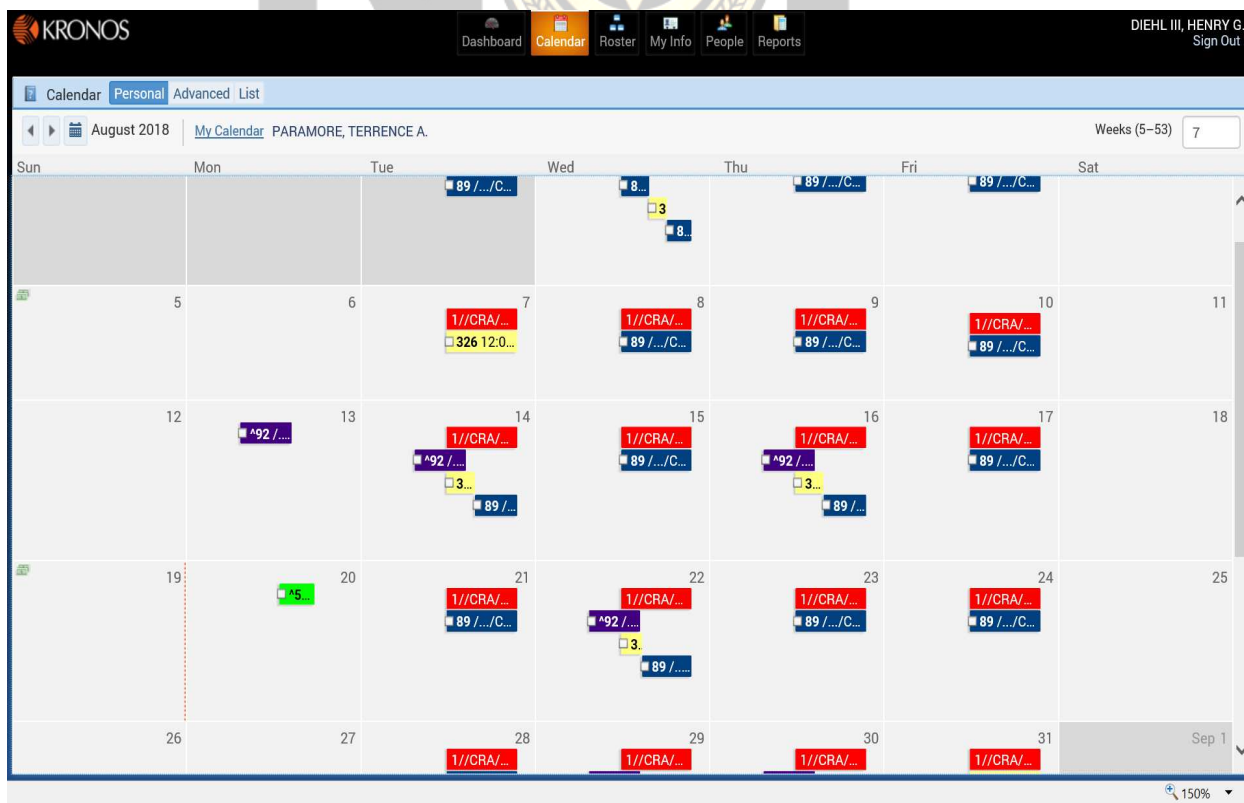 KRONOS
Dashboard Calendar Roster My Info People Reports
DIEHL III, HENRY G.
Sign Out
Calendar Personal Advanced List
August 2018 My Calendar PARAMORE, TERRENCE A. Weeks (5–53) 7
Sun Mon Tue Wed Thu Fri Sat
89 /.../C... 8... 89 /.../C... 89 /.../C...
3
8...
5 6 7 8 9 10 11
1//CRA/... 1//CRA/... 1//CRA/... 1//CRA/...
326 12:0... 89 /.../C... 89 /.../C... 89 /.../C...
12 13 14 15 16 17 18
^92 /.... 1//CRA/... 1//CRA/... 1//CRA/... 1//CRA/...
^92 /.... 89 /.../C... ^92 /.... 89 /.../C...
3... 3...
89 /... 89 /...
19 20 21 22 23 24 25
^5... 1//CRA/... 1//CRA/... 1//CRA/... 1//CRA/...
89 /.../C... ^92 /.... 89 /.../C... 89 /.../C...
3.
89 /.....
26 27 28 29 30 31 Sep 1
1//CRA/... 1//CRA/... 1//CRA/... 1//CRA/...
150%